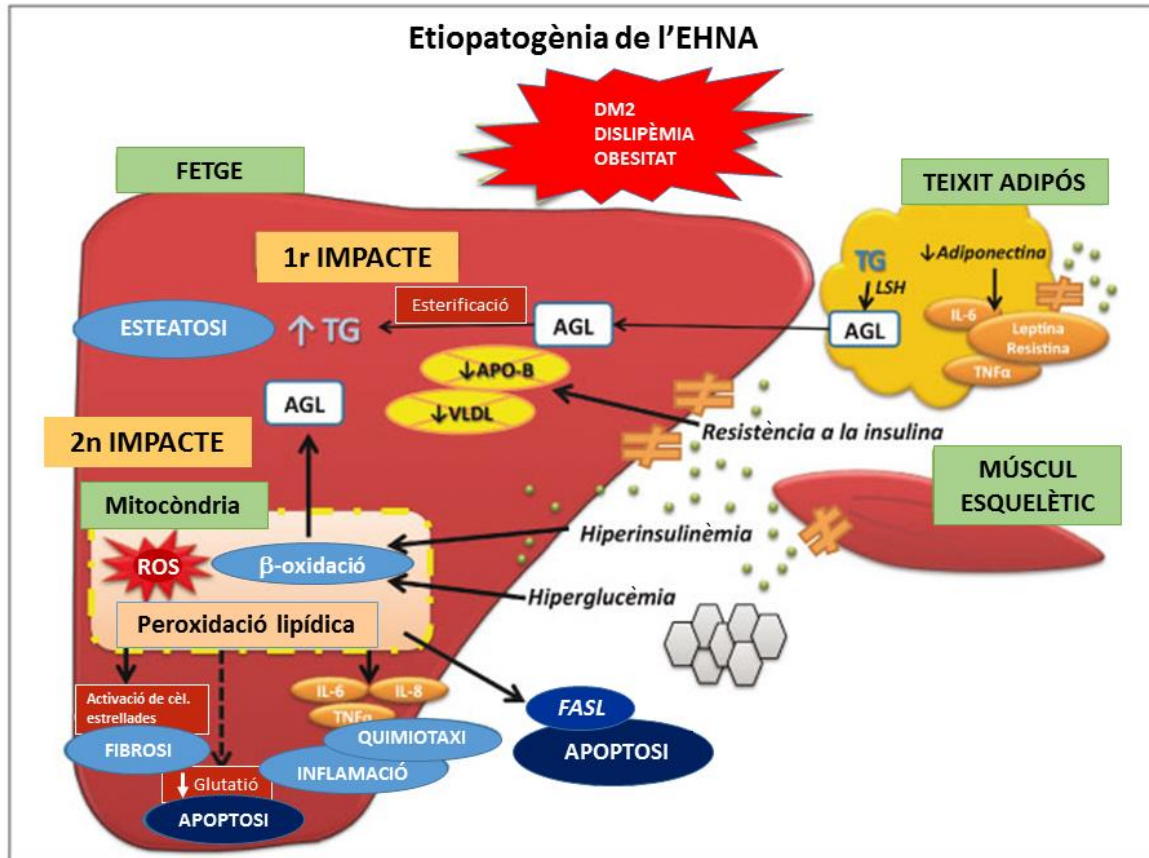 Etiopatogènia de l'EHNA
DM2
DISLIPÈMIA
OBESITAT
FETGE
TEIXIT ADIPÓS
1r IMPACTE
TG
LSH
↓Adiponectina
Esterificació
ESTEATOSI
↑ TG
AGL
AGL
IL-6
Leptina
Resistina
TNFα
↓APO-B
↓VLDL
AGL
Resistència a la insulina
2n IMPACTE
MÚSCUL
ESQUELÈTIC
Mitocòndria
Hiperinsulinèmia
ROS
β-oxidació
Hiperglucèmia
Peroxidació lipídica
Activació de cèl.
estrellades
IL-6
IL-8
TNFα
FASL
FIBROSI
QUIMIOTAXI
APOPTOSI
INFLAMACIÓ
↓ Glutatió
APOPTOSI